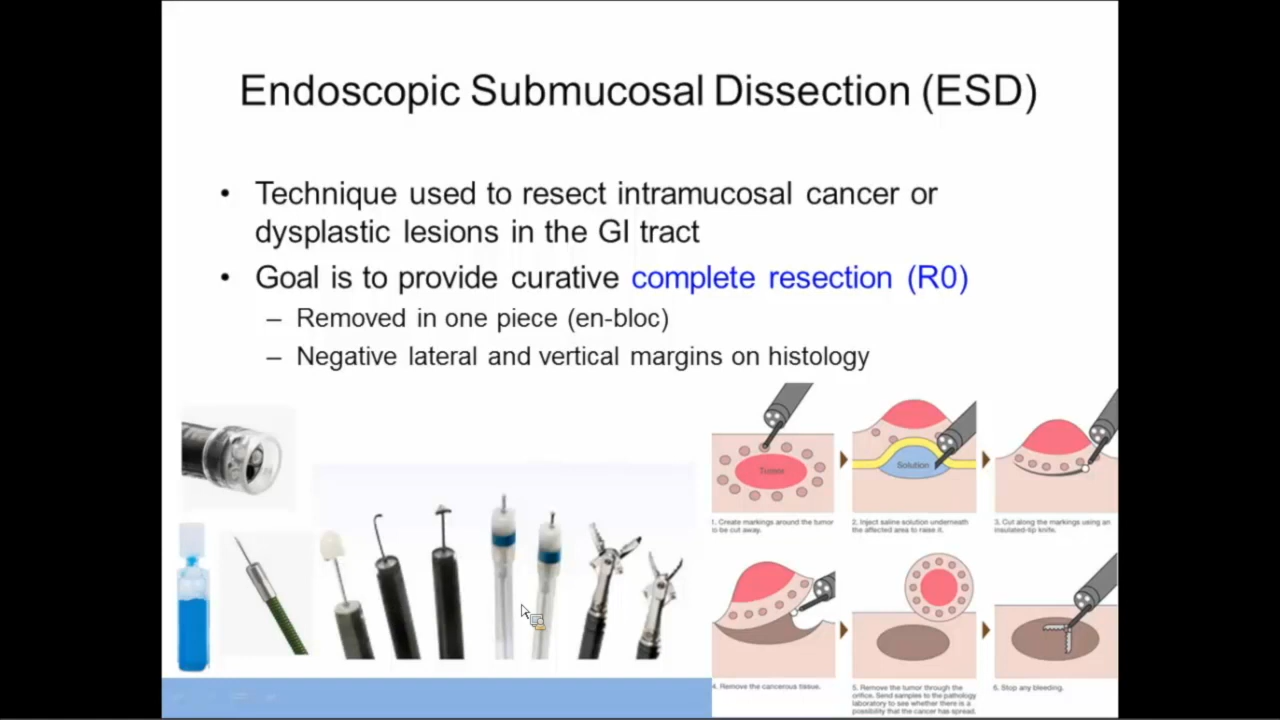 Endoscopic Submucosal Dissection (ESD)
• Technique used to resect intramucosal cancer or
dysplastic lesions in the GI tract
• Goal is to provide curative complete resection (R0)
– Removed in one piece (en-bloc)
– Negative lateral and vertical margins on histology
Tumor
Solution
1. Create markings around the tumor
to be cut away.
2. Inject saline solution underneath
the affected area to raise it.
3. Cut along the markings using an
insulated-tip knife.
4. Remove the cancerous tissue.
5. Remove the tumor through the
orifice. Send samples to the pathology
laboratory to see whether there is a
possibility that the cancer has spread.
6. Stop any bleeding.